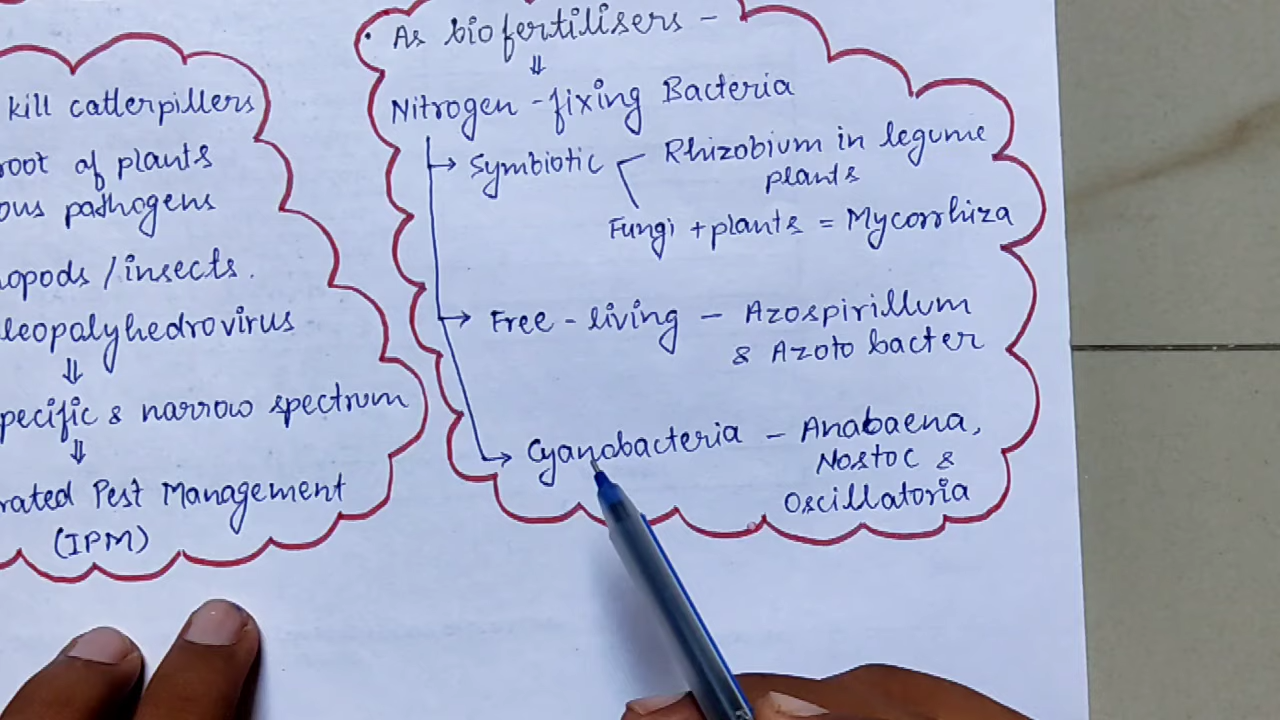 kill catterpillers
root of plants
ous pathogens
opods / insects.
leopalyhedrovirus
⇓
pecific & narrow spectrum
⇓
rated Pest Management
(IPM)
• As biofertilisers -
⇓
Nitrogen - fixing Bacteria
→ Symbiotic Rhizobium in legume
plants
Fungi + plants = Mycorrhiza
→ Free - living - Azospirillum
& Azoto bacter
→ Cyanobacteria - Anabaena,
Nostoc &
Oscillatoria